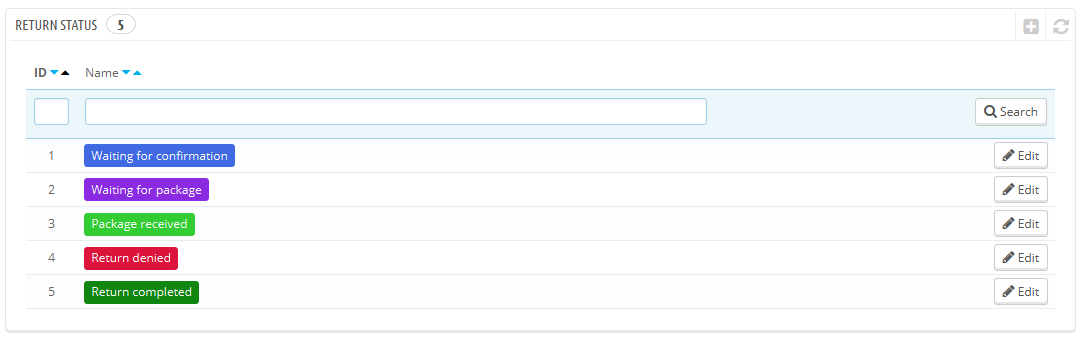 RETURN STATUS 5
ID Name
Search
1 Waiting for confirmation Edit
2 Waiting for package Edit
3 Package received Edit
4 Return denied Edit
5 Return completed Edit